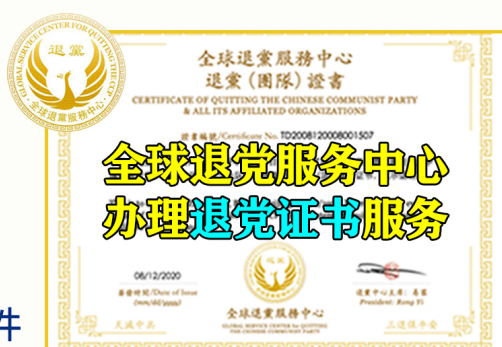 GLOBAL SERVICE CENTER FOR QUITTING THE CCP
退黨
全球退黨服務中心
全球退黨服務中心
退黨（團隊）證書
CERTIFICATE OF QUITTING THE CHINESE COMMUNIST PARTY
& ALL ITS AFFILIATED ORGANIZATIONS
證書編號/Certificate No. TD2008120008001507
全球退党服务中心
办理退党证书服务
08/12/2020
簽發時間/Date of Issue
(mm/dd/yyyy)
全球退黨服務中心
GLOBAL SERVICE CENTER for QUITTING
THE CHINESE COMMUNIST PARTY
退黨中心主席: 易蓉
President: Rong Yi
天滅中共
三退保平安
件